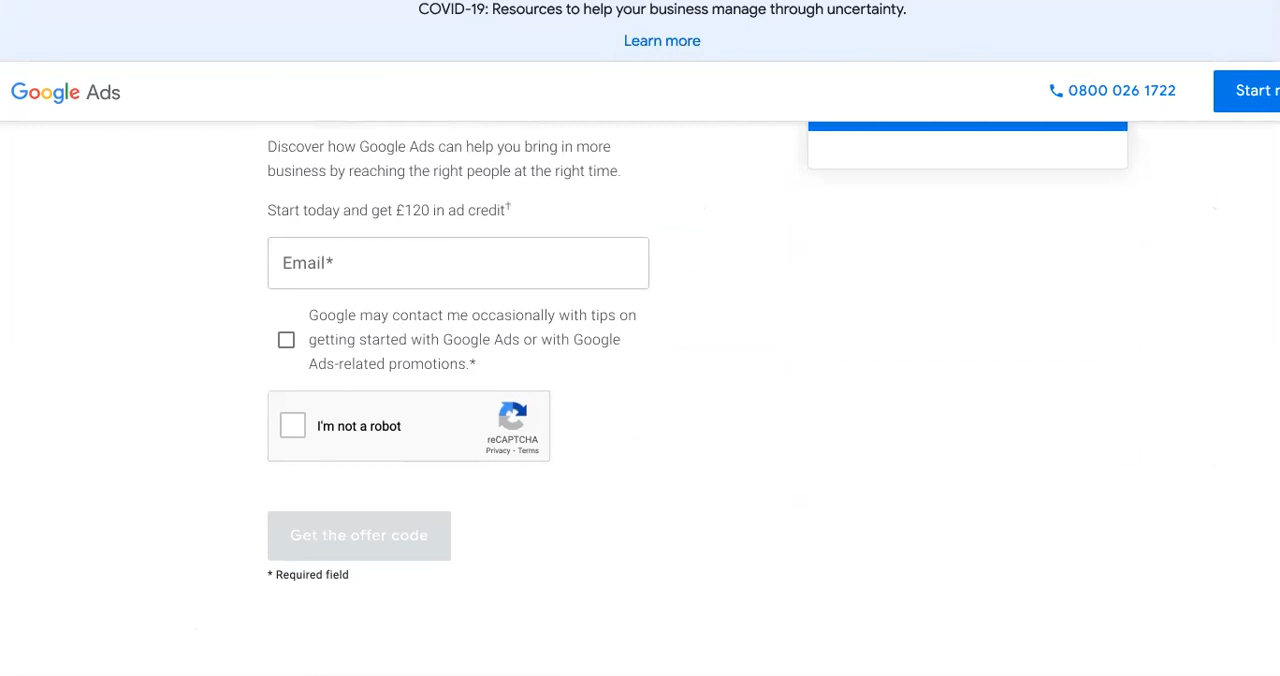 COVID-19: Resources to help your business manage through uncertainty.
Learn more
Google Ads
0800 026 1722
Start
Discover how Google Ads can help you bring in more
business by reaching the right people at the right time.
Start today and get £120 in ad credit†
Email*
Google may contact me occasionally with tips on
getting started with Google Ads or with Google
Ads-related promotions.*
I'm not a robot
reCAPTCHA
Privacy - Terms
Get the offer code
* Required field